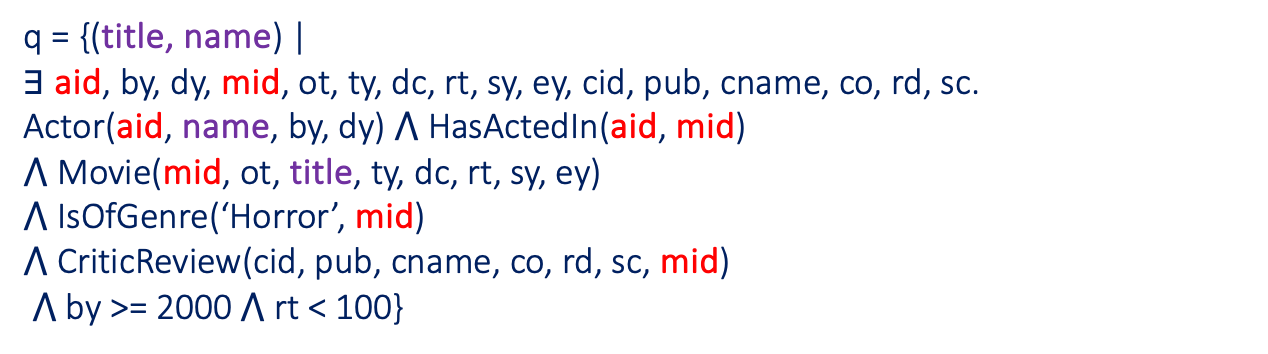 q = {(title, name) |
∃ aid, by, dy, mid, ot, ty, dc, rt, sy, ey, cid, pub, cname, co, rd, sc.
Actor(aid, name, by, dy) Λ HasActedIn(aid, mid)
Λ Movie(mid, ot, title, ty, dc, rt, sy, ey)
Λ IsOfGenre(‘Horror’, mid)
Λ CriticReview(cid, pub, cname, co, rd, sc, mid)
Λ by >= 2000 Λ rt < 100}